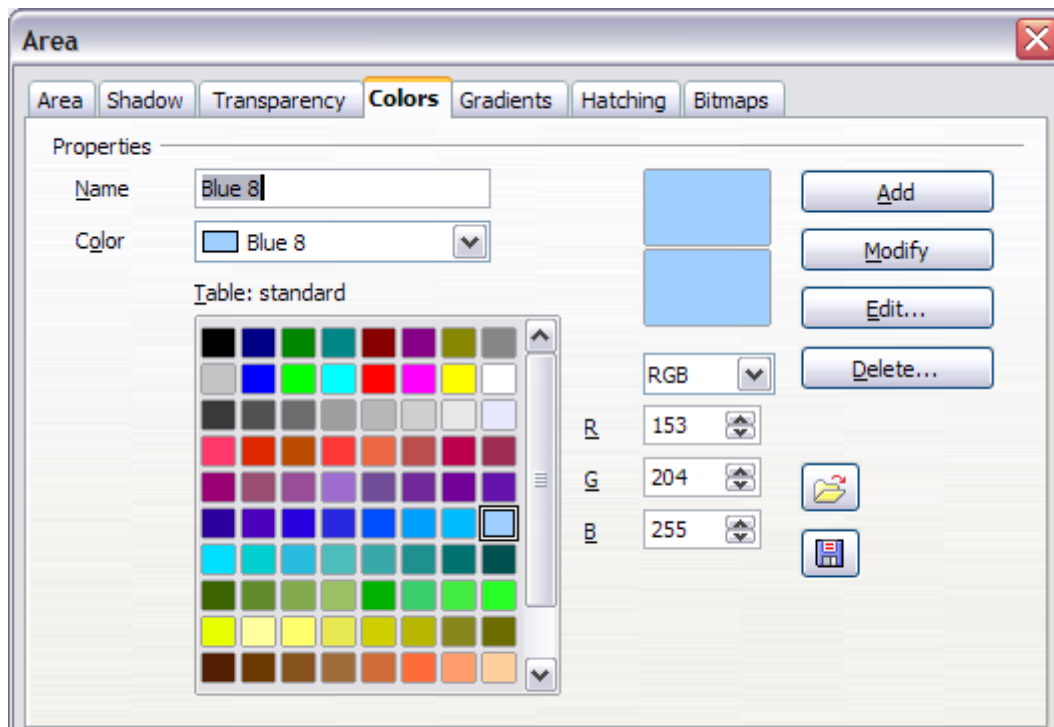 Area
Area Shadow Transparency Colors Gradients Hatching Bitmaps
Properties
Name Blue 8 Add
Color Blue 8 Modify
Table: standard
Edit...
RGB Delete...
R 153
G 204
B 255